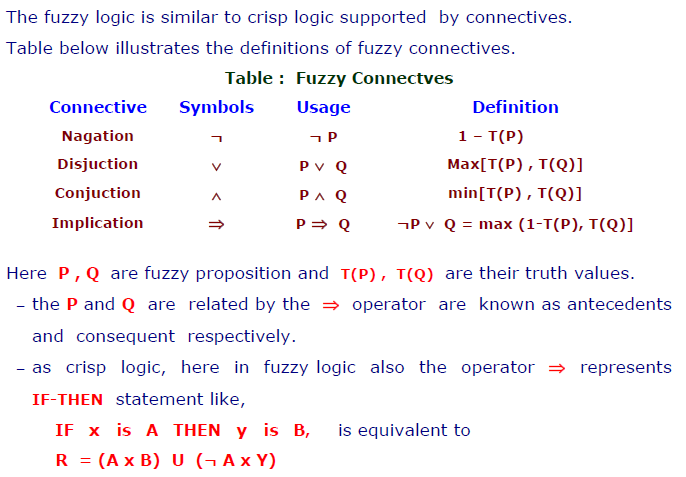 The fuzzy logic is similar to crisp logic supported by connectives.
Table below illustrates the definitions of fuzzy connectives.
Table : Fuzzy Connectves
Connective Symbols Usage Definition
Nagation ¬ ¬ P 1 – T(P)
Disjuction ∨ P ∨ Q Max[T(P) , T(Q)]
Conjuction ∧ P ∧ Q min[T(P) , T(Q)]
Implication ⇒ P ⇒ Q ¬P ∨ Q = max (1-T(P), T(Q)]
Here P , Q are fuzzy proposition and T(P) , T(Q) are their truth values.
– the P and Q are related by the ⇒ operator are known as antecedents
and consequent respectively.
– as crisp logic, here in fuzzy logic also the operator ⇒ represents
IF-THEN statement like,
IF x is A THEN y is B, is equivalent to
R = (A x B) U (¬ A x Y)